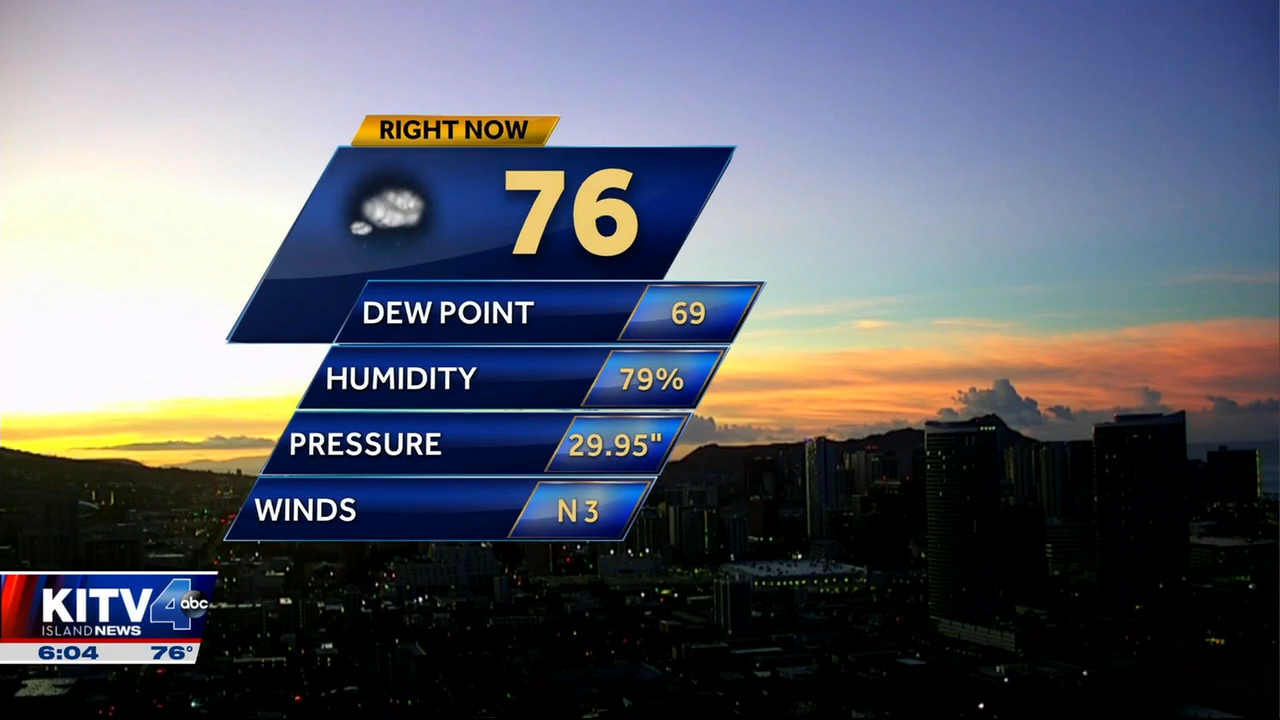 RIGHT NOW
76
DEW POINT 69
HUMIDITY 79%
PRESSURE 29.95"
WINDS N 3
KITV 4 abc
ISLAND NEWS
6:04 76°